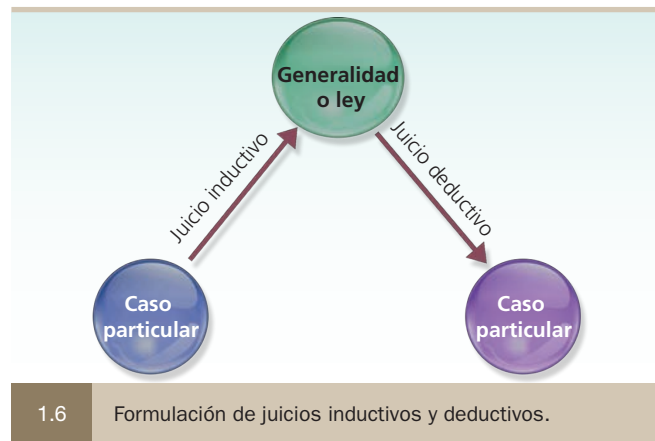 Generalidad
o ley
Juicio inductivo
Juicio deductivo
Caso
particular
Caso
particular
1.6 Formulación de juicios inductivos y deductivos.